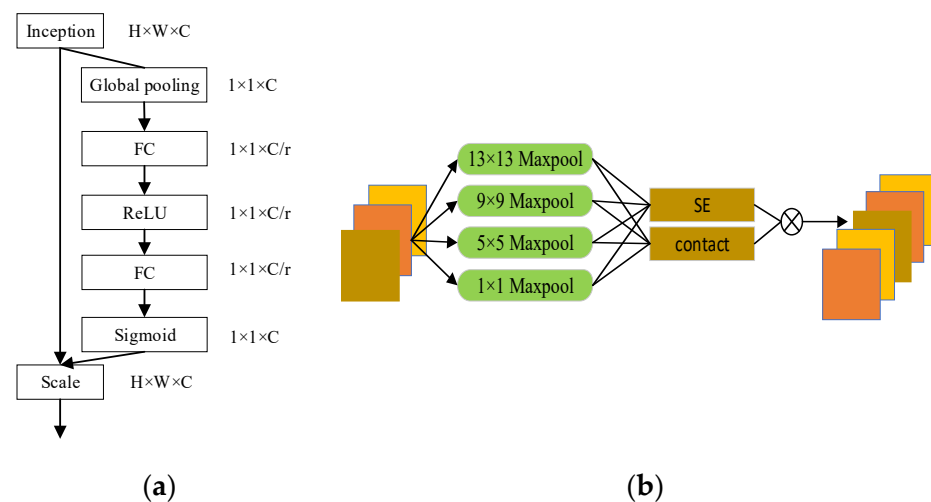 Inception H×W×C
Global pooling 1×1×C
FC 1×1×C/r
ReLU 1×1×C/r
FC 1×1×C/r
Sigmoid 1×1×C
Scale H×W×C
(a)
13×13 Maxpool
9×9 Maxpool
5×5 Maxpool
1×1 Maxpool
SE
contact
(b)